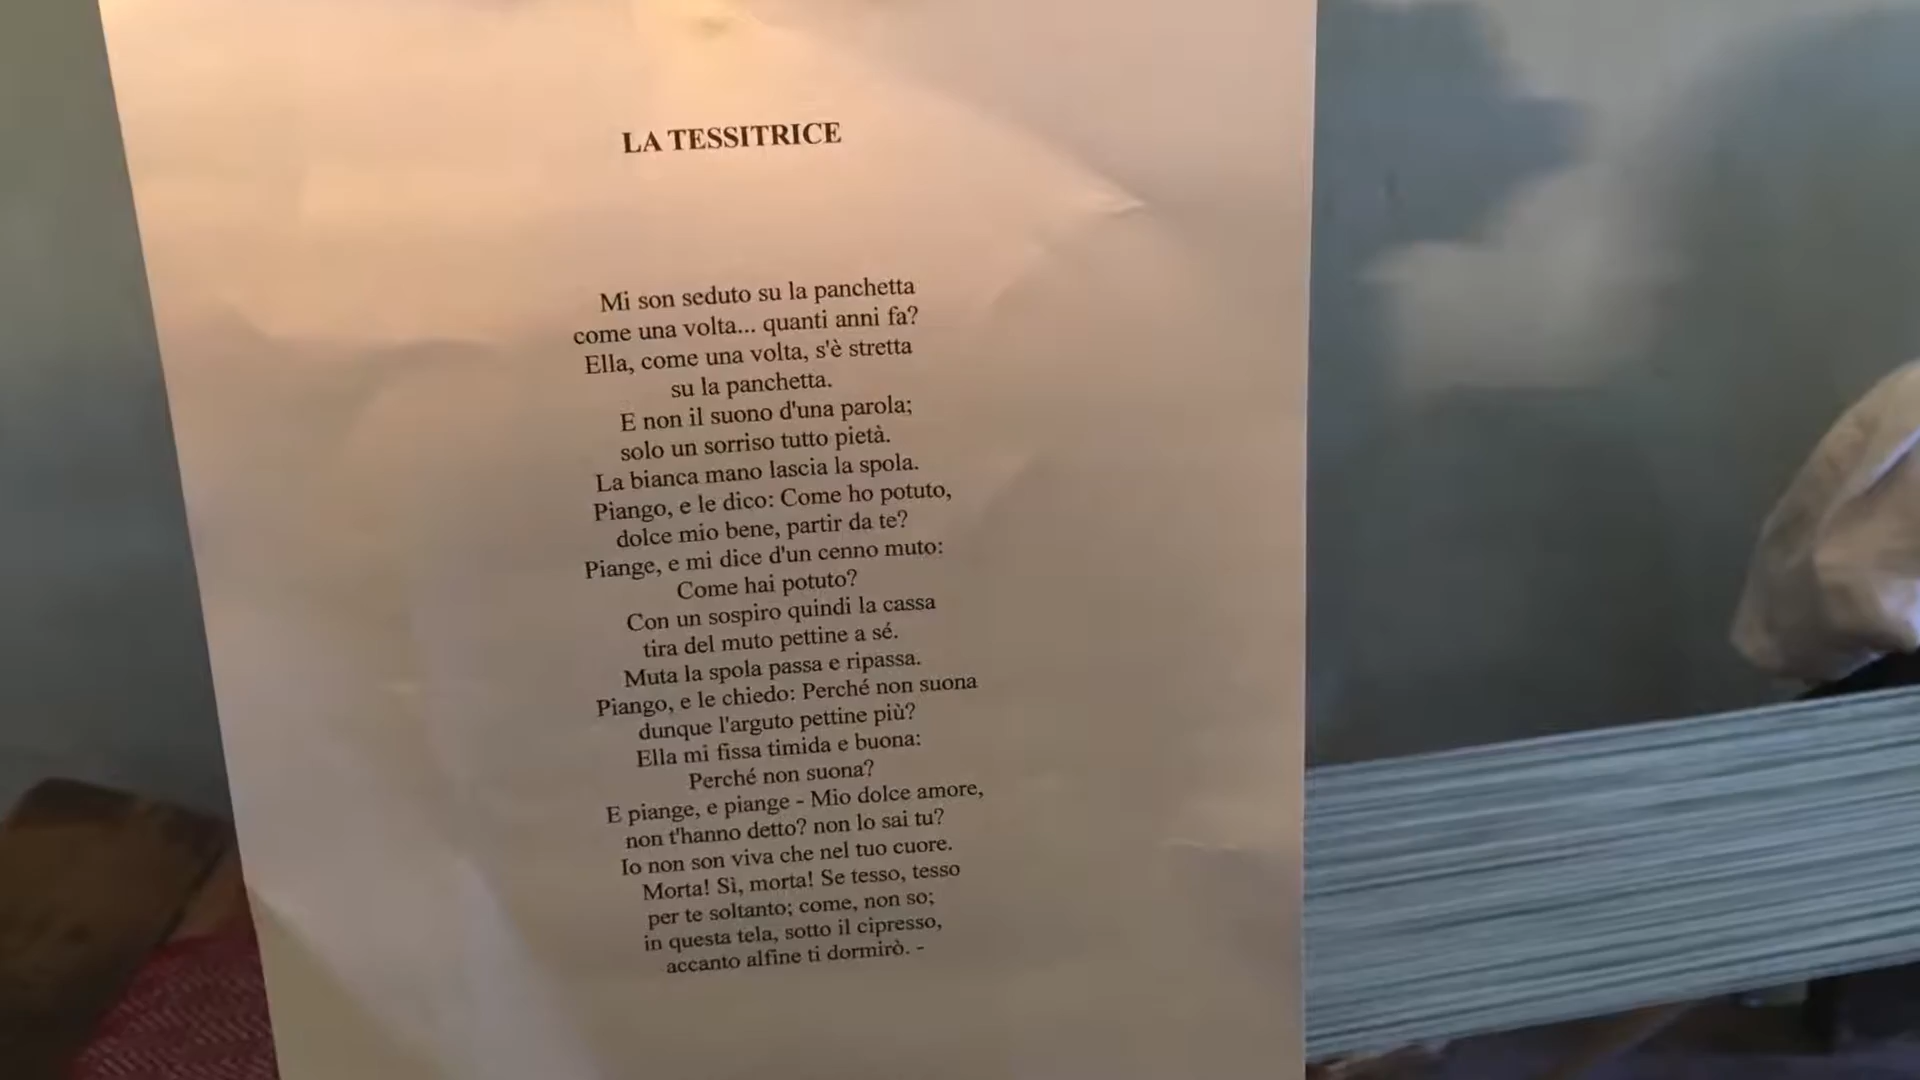 LA TESSITRICE
Mi son seduto su la panchetta
come una volta... quanti anni fa?
Ella, come una volta, s'è stretta
su la panchetta.
E non il suono d'una parola;
solo un sorriso tutto pietà.
La bianca mano lascia la spola.
Piango, e le dico: Come ho potuto,
dolce mio bene, partir da te?
Piange, e mi dice d'un cenno muto:
Come hai potuto?
Con un sospiro quindi la cassa
tira del muto pettine a sé.
Muta la spola passa e ripassa.
Piango, e le chiedo: Perché non suona
dunque l'arguto pettine più?
Ella mi fissa timida e buona:
Perché non suona?
E piange, e piange - Mio dolce amore,
non t'hanno detto? non lo sai tu?
Io non son viva che nel tuo cuore.
Morta! Sì, morta! Se tesso, tesso
per te soltanto; come, non so;
in questa tela, sotto il cipresso,
accanto alfine ti dormirò. -